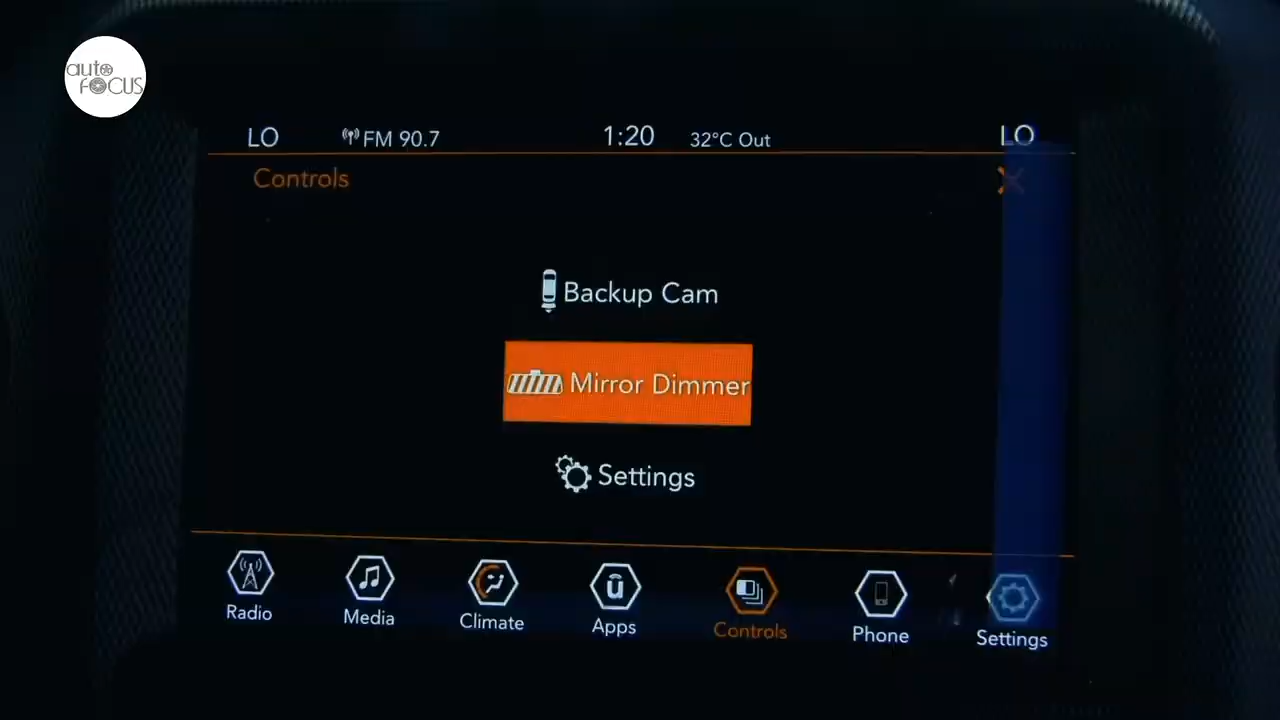 auto
FOCUS
LO FM 90.7 1:20 32°C Out LO
Controls
Backup Cam
Mirror Dimmer
Settings
Radio Media Climate Apps Controls Phone Settings